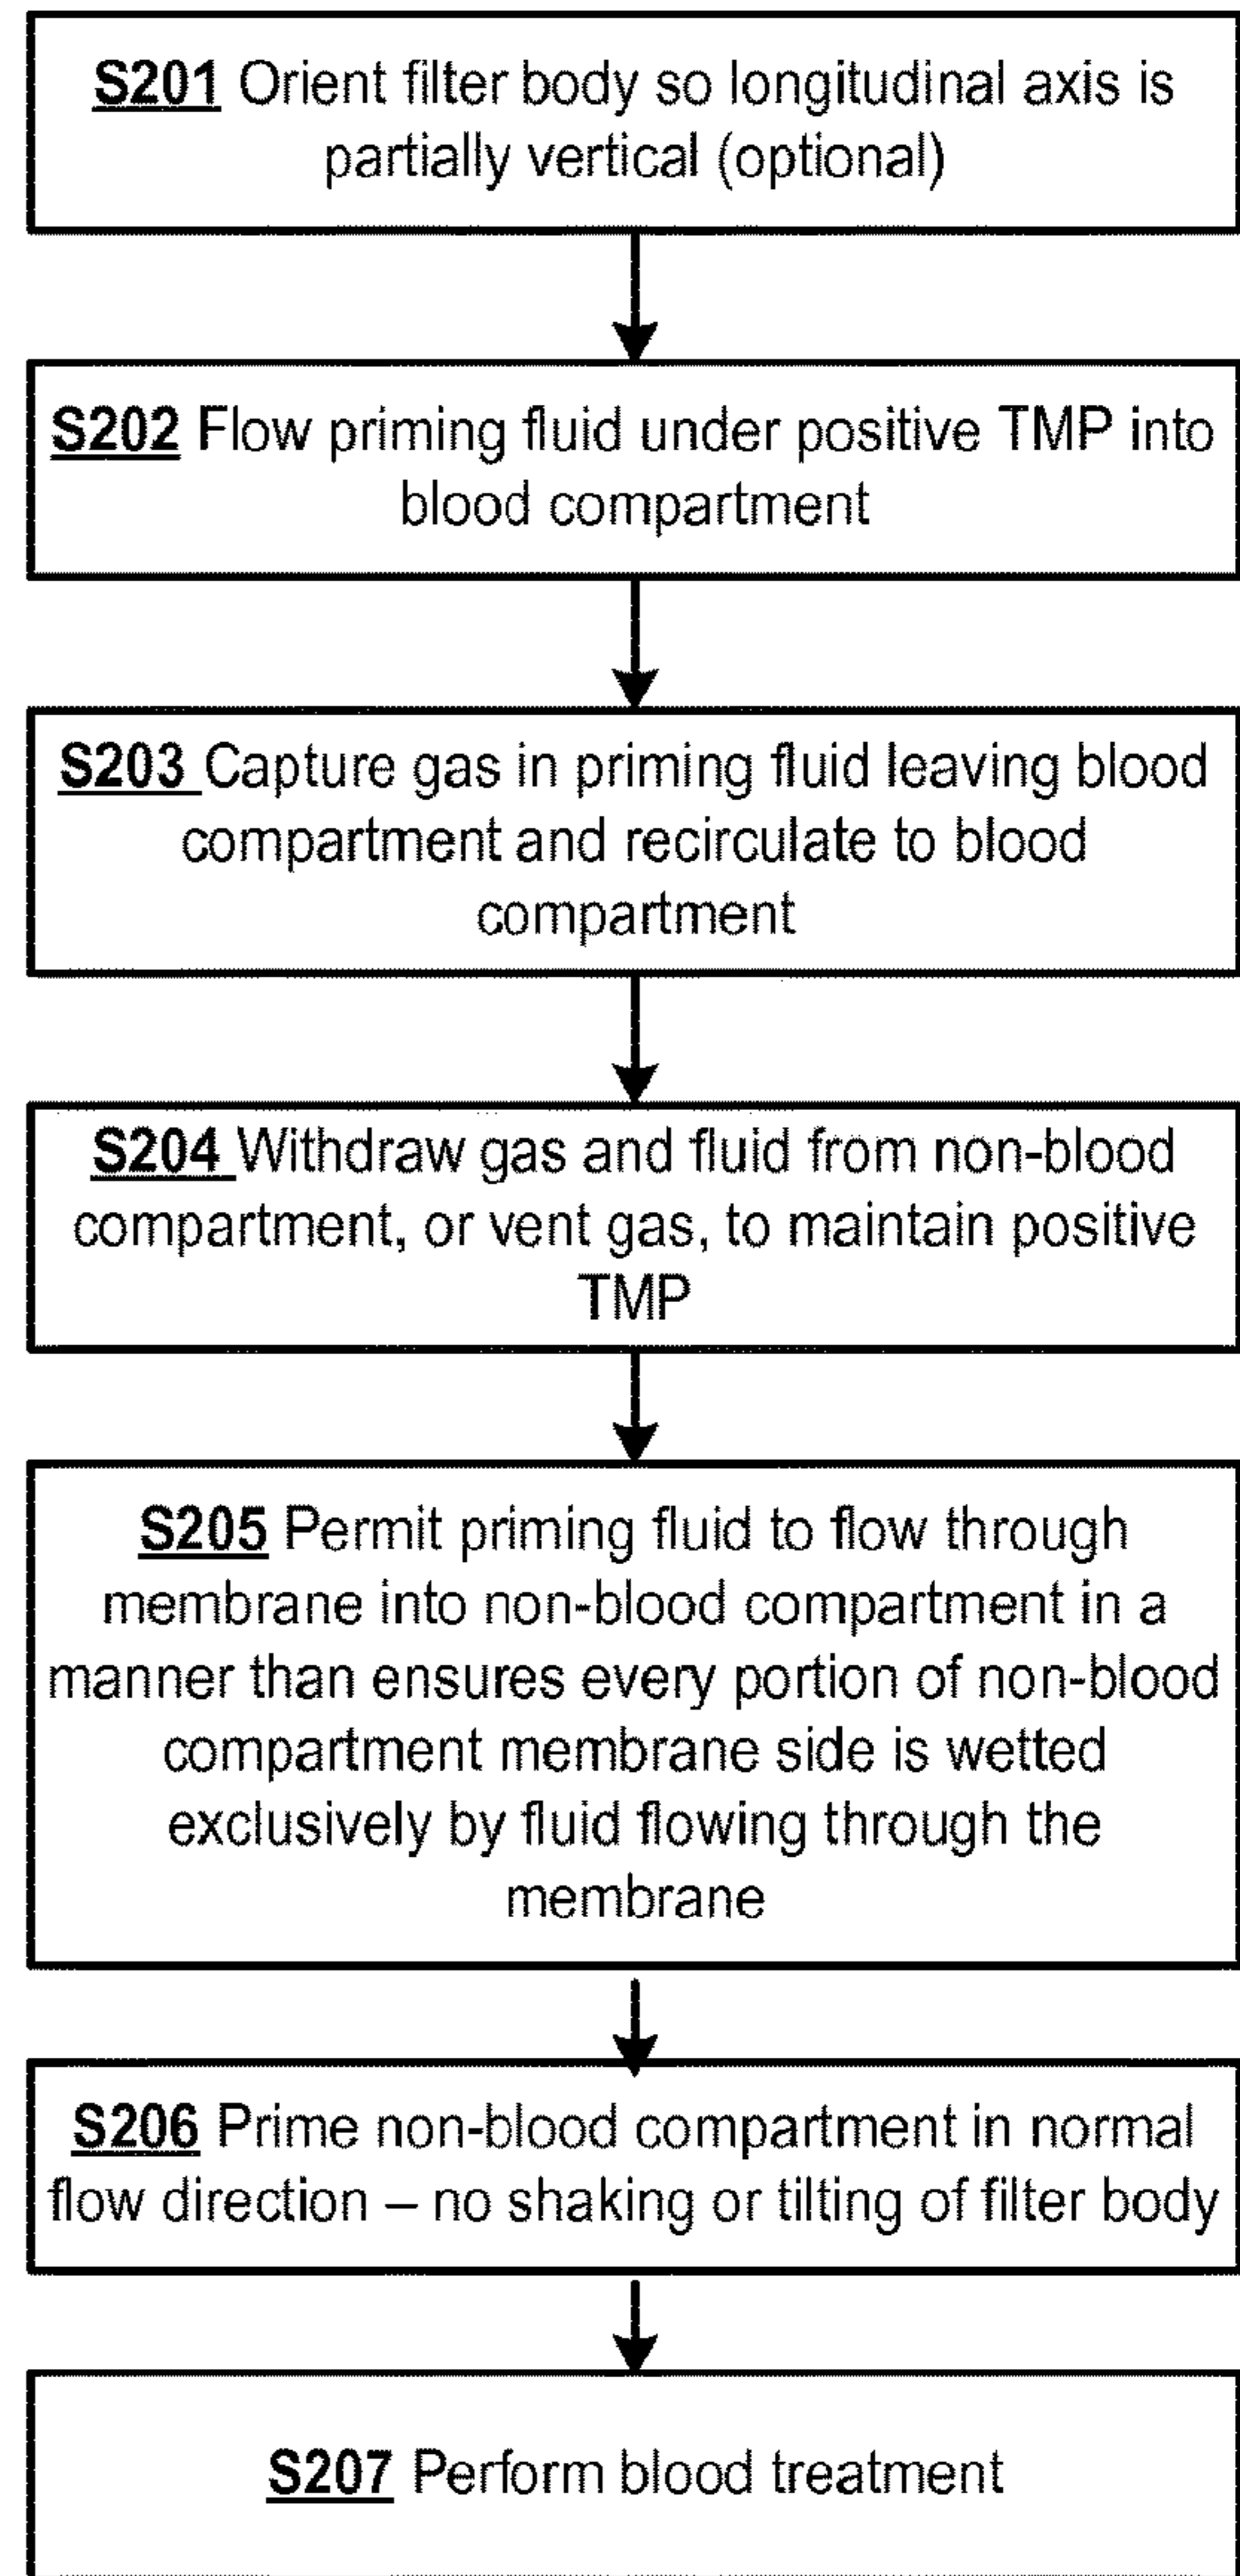 S201 Orient filter body so longitudinal axis is
partially vertical (optional)
S202 Flow priming fluid under positive TMP into
blood compartment
S203 Capture gas in priming fluid leaving blood
compartment and recirculate to blood
compartment
S204 Withdraw gas and fluid from non-blood
compartment, or vent gas, to maintain positive
TMP
S205 Permit priming fluid to flow through
membrane into non-blood compartment in a
manner than ensures every portion of non-blood
compartment membrane side is wetted
exclusively by fluid flowing through the
membrane
S206 Prime non-blood compartment in normal
flow direction – no shaking or tilting of filter body
S207 Perform blood treatment